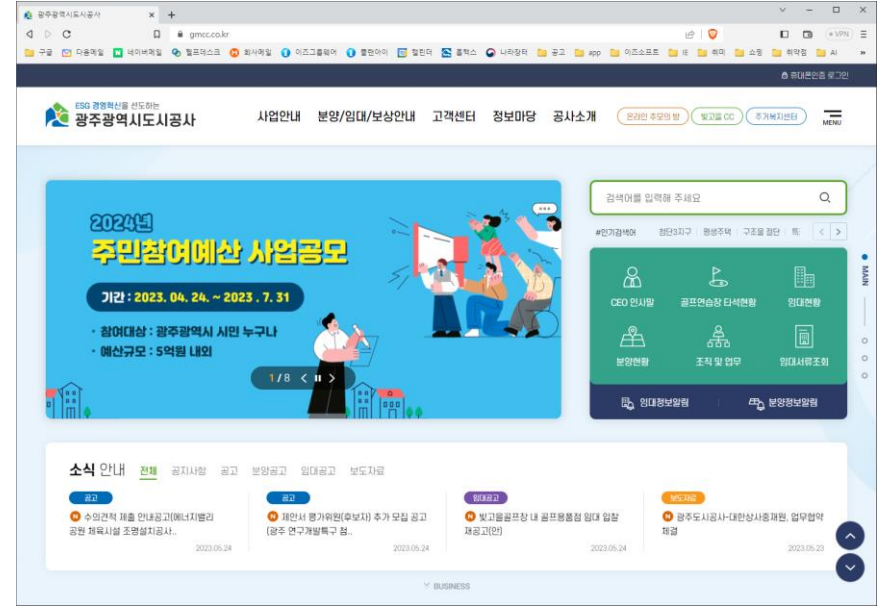 광주광역시도시공사
gmcc.co.kr
VPN
구글 다음메일 네이버메일 헬프데스크 회사메일 이즈그룹웨어 플랜아이 캘린더 홈택스 나라장터 공고 app 이즈소프트 IE 취미 쇼핑 취약점 AI
휴대폰인증 로그인
ESG 경영혁신을 선도하는
광주광역시도시공사
사업안내 분양/임대/보상안내 고객센터 정보마당 공사소개 온라인 추모의 방 빛고을 CC 주거복지센터 MENU
검색어를 입력해 주세요
#인기검색어 첨단3지구 평생주택 구조물 점단
2024년
주민참여예산 사업공모
기간 : 2023. 04. 24. ~ 2023 . 7. 31
· 참여대상 : 광주광역시 시민 누구나
· 예산규모 : 5억원 내외
1/8
CEO 인사말 골프연습장 타석현황 임대현황
분양현황 조직 및 업무 임대서류조회
임대정보알림 분양정보알림
MAIN
소식 안내 전체 공지사항 공고 분양공고 임대공고 보도자료
공고
수의견적 제출 안내공고(에너지밸리
공원 체육시설 조명설치공사..
2023.05.24
공고
제안서 평가위원(후보자) 추가 모집 공고
(광주 연구개발특구 첨..
2023.05.24
임대공고
빛고을골프장 내 골프용품점 임대 입찰
재공고(안)
2023.05.24
보도자료
광주도시공사-대한상사중재원, 업무협약
체결
2023.05.23
BUSINESS